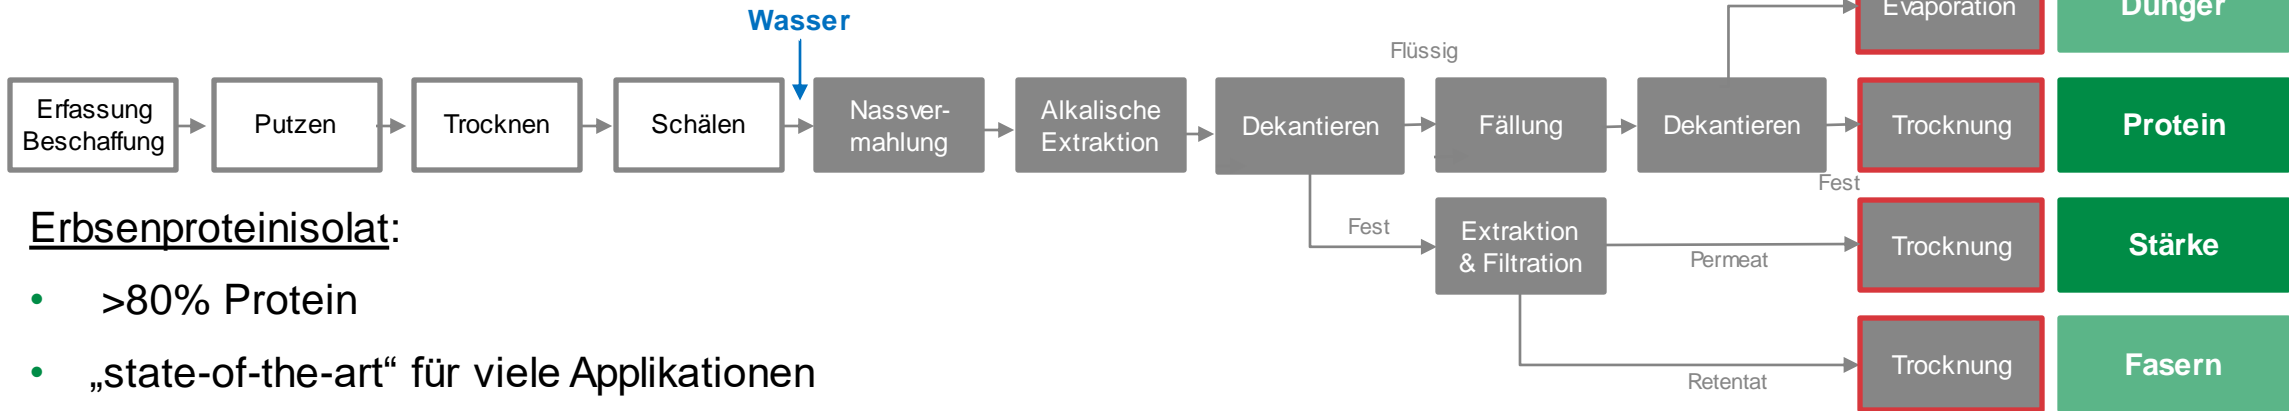 Evaporation
Dünger
Wasser
Flüssig
Erfassung
Beschaffung
Putzen
Trocknen
Schälen
Nassver-
mahlung
Alkalische
Extraktion
Dekantieren
Fällung
Dekantieren
Trocknung
Protein
Fest
Erbsenproteinisolat:
Fest
Extraktion
& Filtration
Permeat
Trocknung
Stärke
• >80% Protein
• „state-of-the-art“ für viele Applikationen
Retentat
Trocknung
Fasern